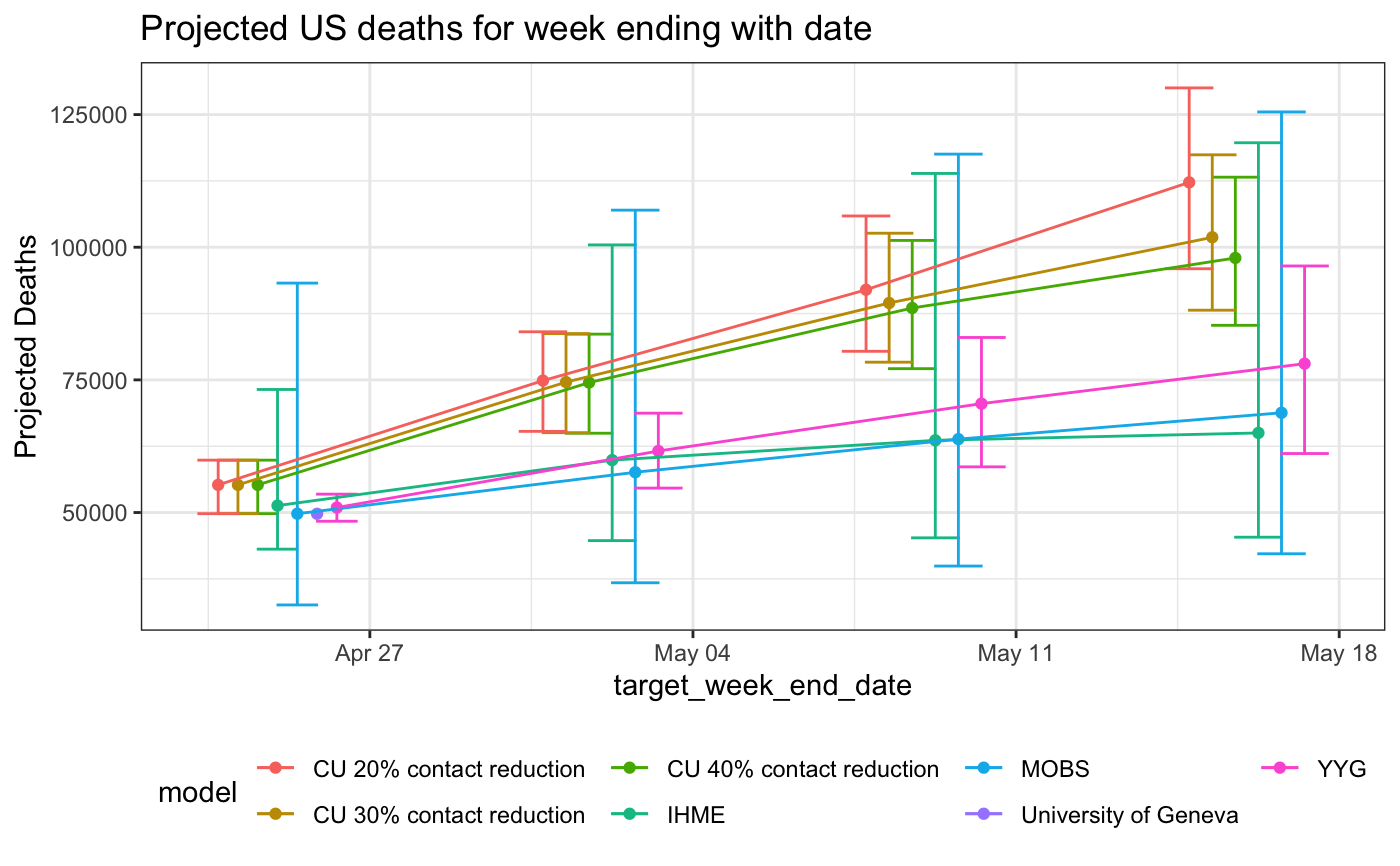 Projected US deaths for week ending with date
Projected Deaths
125000
100000
75000
50000
Apr 27
May 04
May 11
May 18
target_week_end_date
model
CU 20% contact reduction
CU 40% contact reduction
MOBS
YYG
CU 30% contact reduction
IHME
University of Geneva